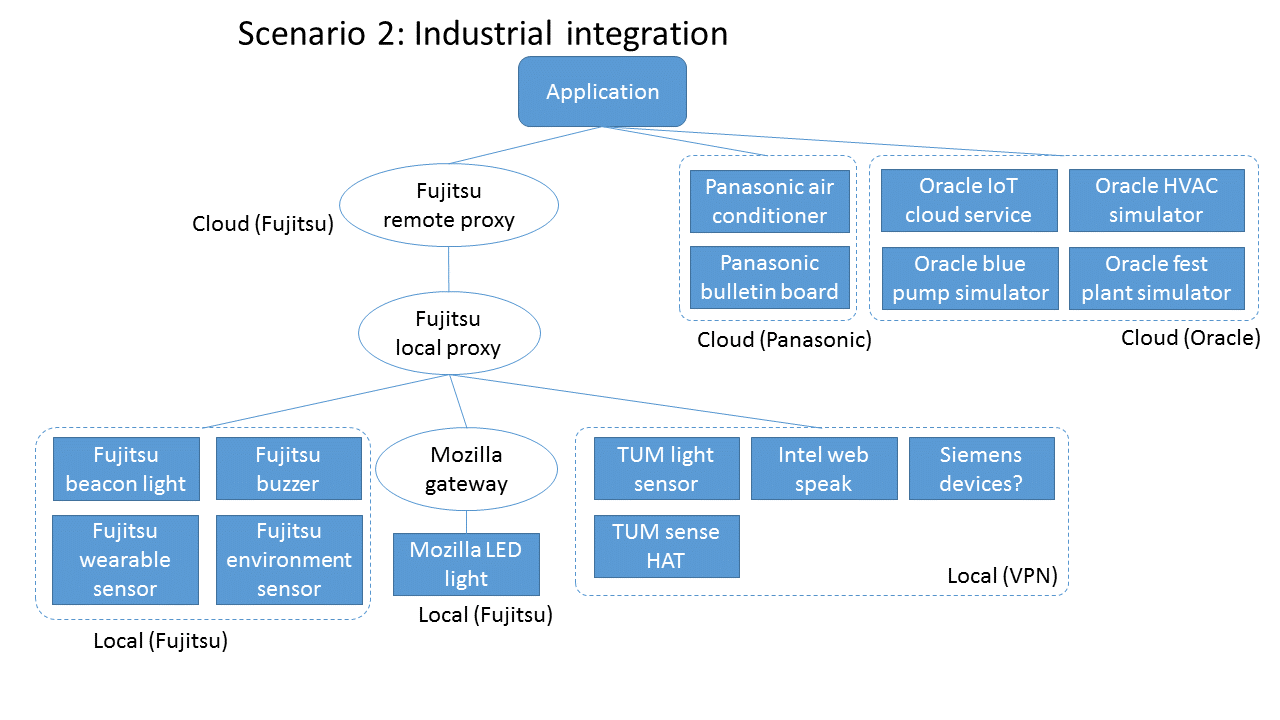 Scenario 2: Industrial integration
Application
Fujitsu
remote proxy
Cloud (Fujitsu)
Panasonic air
conditioner
Panasonic
bulletin board
Cloud (Panasonic)
Oracle IoT
cloud service
Oracle HVAC
simulator
Oracle blue
pump simulator
Oracle fest
plant simulator
Cloud (Oracle)
Fujitsu
local proxy
Fujitsu
beacon light
Fujitsu
buzzer
Fujitsu
wearable
sensor
Fujitsu
environment
sensor
Local (Fujitsu)
Mozilla
gateway
Mozilla LED
light
Local (Fujitsu)
TUM light
sensor
Intel web
speak
Siemens
devices?
TUM sense
HAT
Local (VPN)